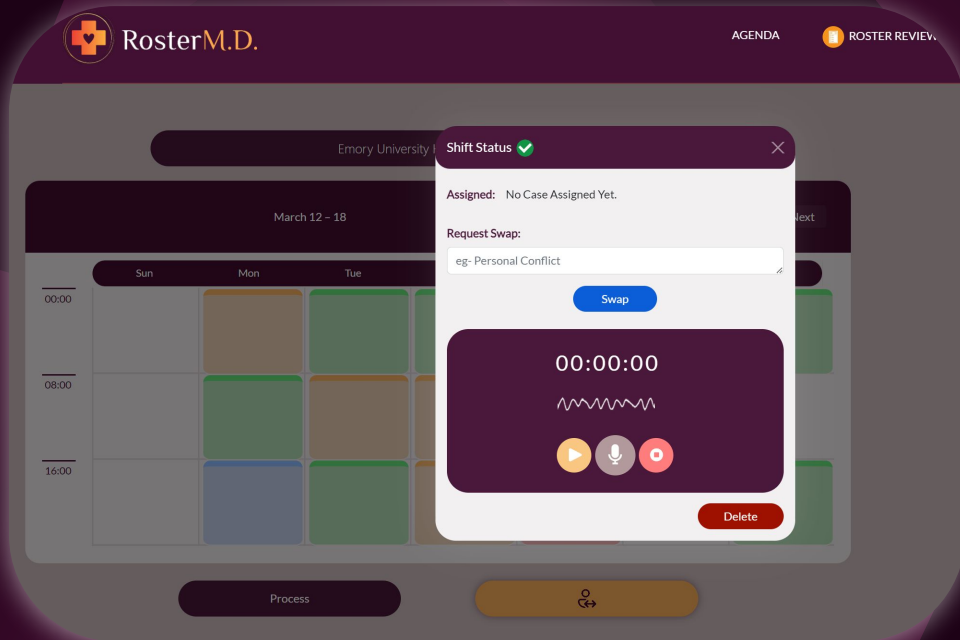 RosterM.D.
AGENDA
ROSTER REVIEW
Emory University
Shift Status
Assigned: No Case Assigned Yet.
Request Swap:
eg- Personal Conflict
Swap
00:00:00
Delete
March 12 – 18
Next
Sun
Mon
Tue
00:00
08:00
16:00
Process